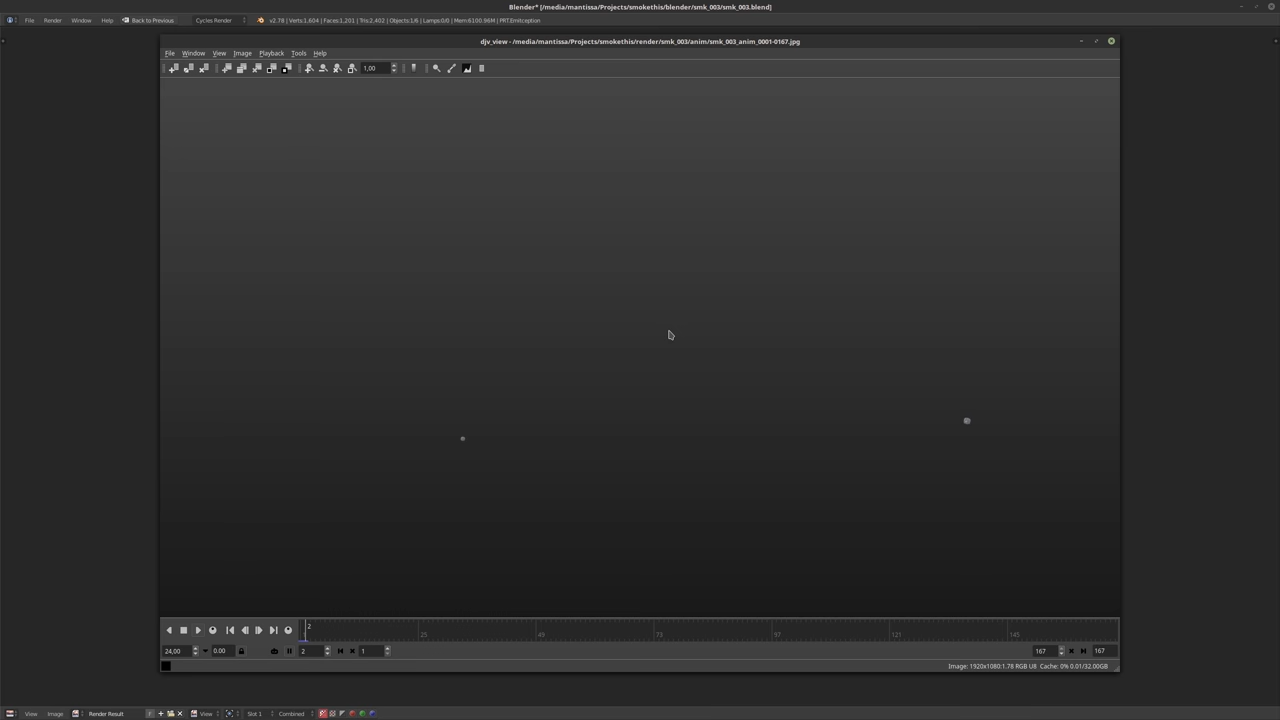 Blender* [/media/mantissa/Projects/smokethis/blender/smk_003/smk_003.blend]
File Render Window Help Back to Previous Cycles Render v2.78 | Verts:1,604 | Faces:1,201 | Tris:2,402 | Objects:1/6 | Lamps:0/0 | Mem:6100.96M | PRT.Emitception
djv_view - /media/mantissa/Projects/smokethis/render/smk_003/anim/smk_003_anim_0001-0167.jpg
File Window View Image Playback Tools Help
1,00
2
25 49 73 97 121 145
24,00 0.00 2 1 167 167
Image: 1920x1080:1.78 RGB U8 Cache: 0% 0.01/32.00GB
View Image Render Result F View Slot 1 Combined